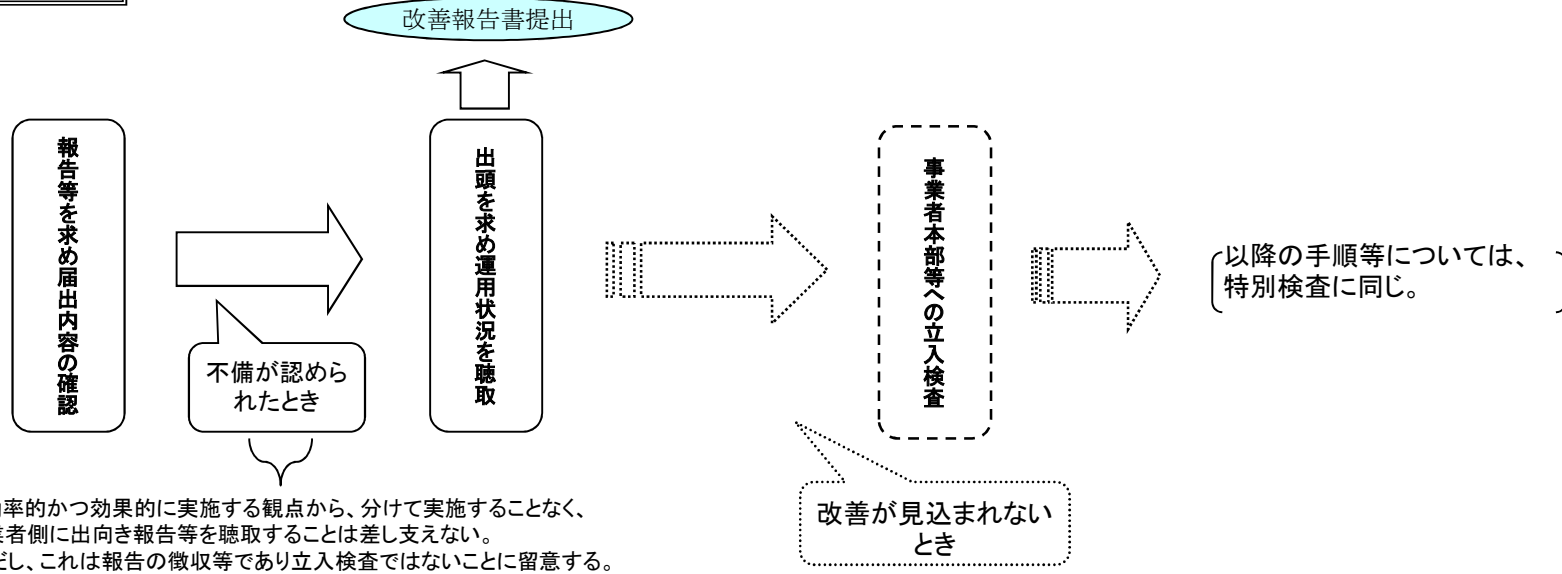 改善報告書提出
報告等を求め届出内容の確認
出頭を求め運用状況を聴取
事業者本部等への立入検査
以降の手順等については、
特別検査に同じ。
不備が認めら
れたとき
改善が見込まれない
とき
率的かつ効果的に実施する観点から、分けて実施することなく、
者側に出向き報告等を聴取することは差し支えない。
し、これは報告の徴収等であり立入検査ではないことに留意する。